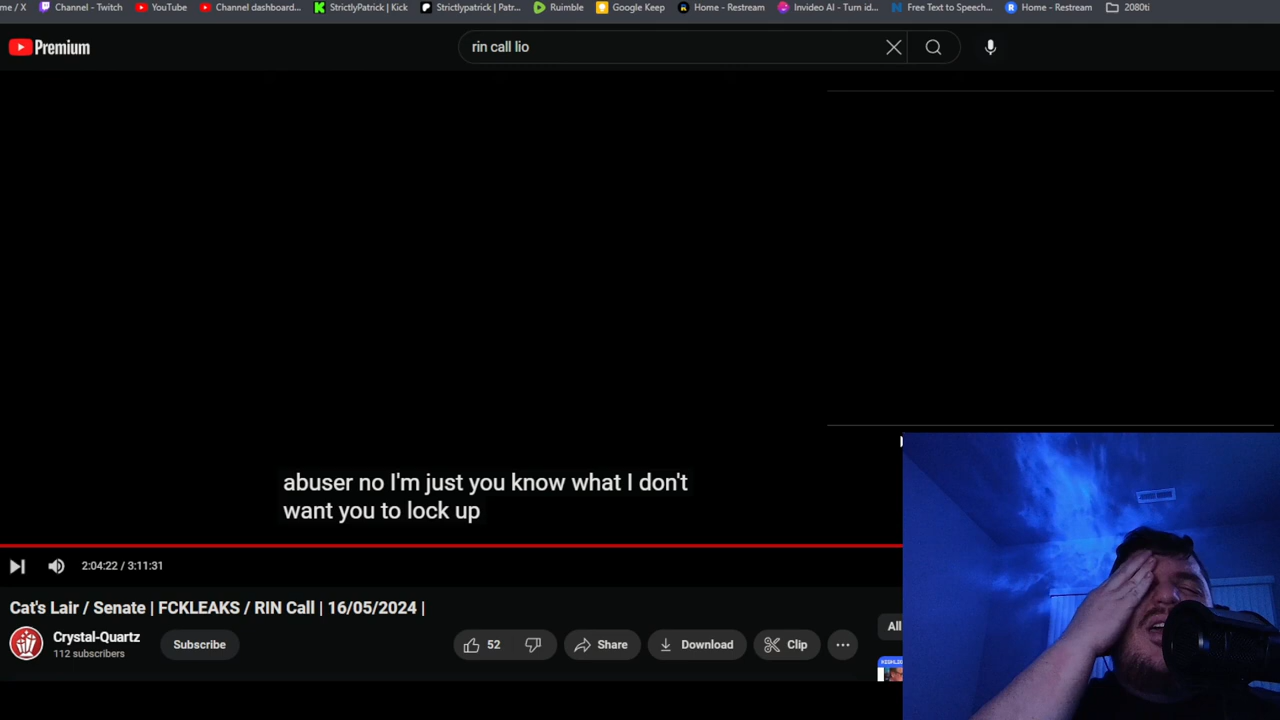 me / X Channel - Twitch YouTube Channel dashboard... StrictlyPatrick | Kick Strictlypatrick | Patr... Rumble Google Keep Home - Restream Invideo AI - Turn id... Free Text to Speech... Home - Restream 2080ti
Premium
rin call lio
abuser no I'm just you know what I don't
want you to lock up
2:04:22 / 3:11:31
Cat's Lair / Senate | FCKLEAKS / RIN Call | 16/05/2024 |
Crystal-Quartz
112 subscribers
Subscribe
52
Share
Download
Clip
All